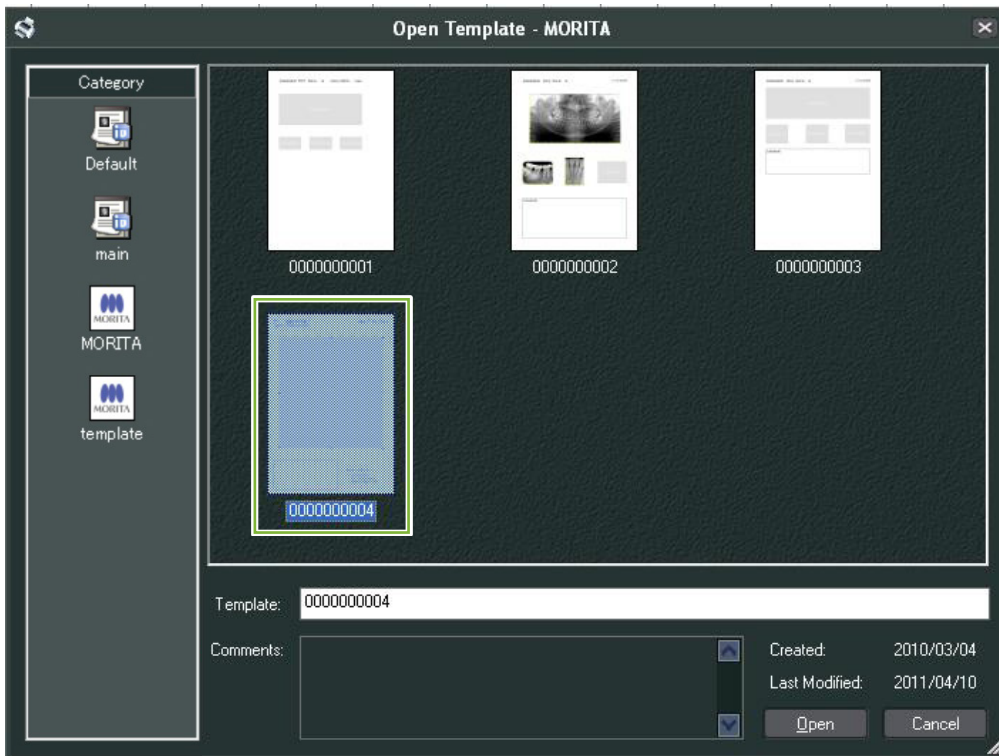 Open Template - MORITA
Category
Default
main
MORITA
MORITA
MORITA
template
0000000001
0000000002
0000000003
0000000004
Template: 0000000004
Comments:
Created: 2010/03/04
Last Modified: 2011/04/10
Open
Cancel